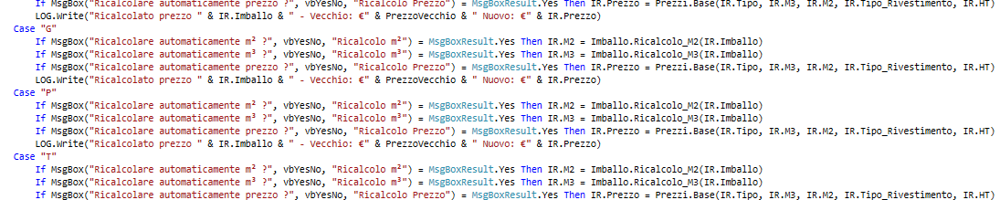 If MsgBox("Ricalcolare automaticamente prezzo ?", vbYesNo, "Ricalcolo Prezzo") = MsgBoxResult.Yes Then IR.Prezzo = Prezzi.Base(IR.Tipo, IR.M3, IR.M2, IR.Tipo_Rivestimento, IR.HT)
LOG.Write("Ricalcolato prezzo " & IR.Imballo & " - Vecchio: €" & PrezzoVecchio & " Nuovo: €" & IR.Prezzo)
Case "G"
If MsgBox("Ricalcolare automaticamente m² ?", vbYesNo, "Ricalcolo m²") = MsgBoxResult.Yes Then IR.M2 = Imballo.Ricalcolo_M2(IR.Imballo)
If MsgBox("Ricalcolare automaticamente m³ ?", vbYesNo, "Ricalcolo m³") = MsgBoxResult.Yes Then IR.M3 = Imballo.Ricalcolo_M3(IR.Imballo)
If MsgBox("Ricalcolare automaticamente prezzo ?", vbYesNo, "Ricalcolo Prezzo") = MsgBoxResult.Yes Then IR.Prezzo = Prezzi.Base(IR.Tipo, IR.M3, IR.M2, IR.Tipo_Rivestimento, IR.HT)
LOG.Write("Ricalcolato prezzo " & IR.Imballo & " - Vecchio: €" & PrezzoVecchio & " Nuovo: €" & IR.Prezzo)
Case "P"
If MsgBox("Ricalcolare automaticamente m² ?", vbYesNo, "Ricalcolo m²") = MsgBoxResult.Yes Then IR.M2 = Imballo.Ricalcolo_M2(IR.Imballo)
If MsgBox("Ricalcolare automaticamente m³ ?", vbYesNo, "Ricalcolo m³") = MsgBoxResult.Yes Then IR.M3 = Imballo.Ricalcolo_M3(IR.Imballo)
If MsgBox("Ricalcolare automaticamente prezzo ?", vbYesNo, "Ricalcolo Prezzo") = MsgBoxResult.Yes Then IR.Prezzo = Prezzi.Base(IR.Tipo, IR.M3, IR.M2, IR.Tipo_Rivestimento, IR.HT)
LOG.Write("Ricalcolato prezzo " & IR.Imballo & " - Vecchio: €" & PrezzoVecchio & " Nuovo: €" & IR.Prezzo)
Case "T"
If MsgBox("Ricalcolare automaticamente m² ?", vbYesNo, "Ricalcolo m²") = MsgBoxResult.Yes Then IR.M2 = Imballo.Ricalcolo_M2(IR.Imballo)
If MsgBox("Ricalcolare automaticamente m³ ?", vbYesNo, "Ricalcolo m³") = MsgBoxResult.Yes Then IR.M3 = Imballo.Ricalcolo_M3(IR.Imballo)
If MsgBox("Ricalcolare automaticamente prezzo ?", vbYesNo, "Ricalcolo Prezzo") = MsgBoxResult.Yes Then IR.Prezzo = Prezzi.Base(IR.Tipo, IR.M3, IR.M2, IR.Tipo_Rivestimento, IR.HT)